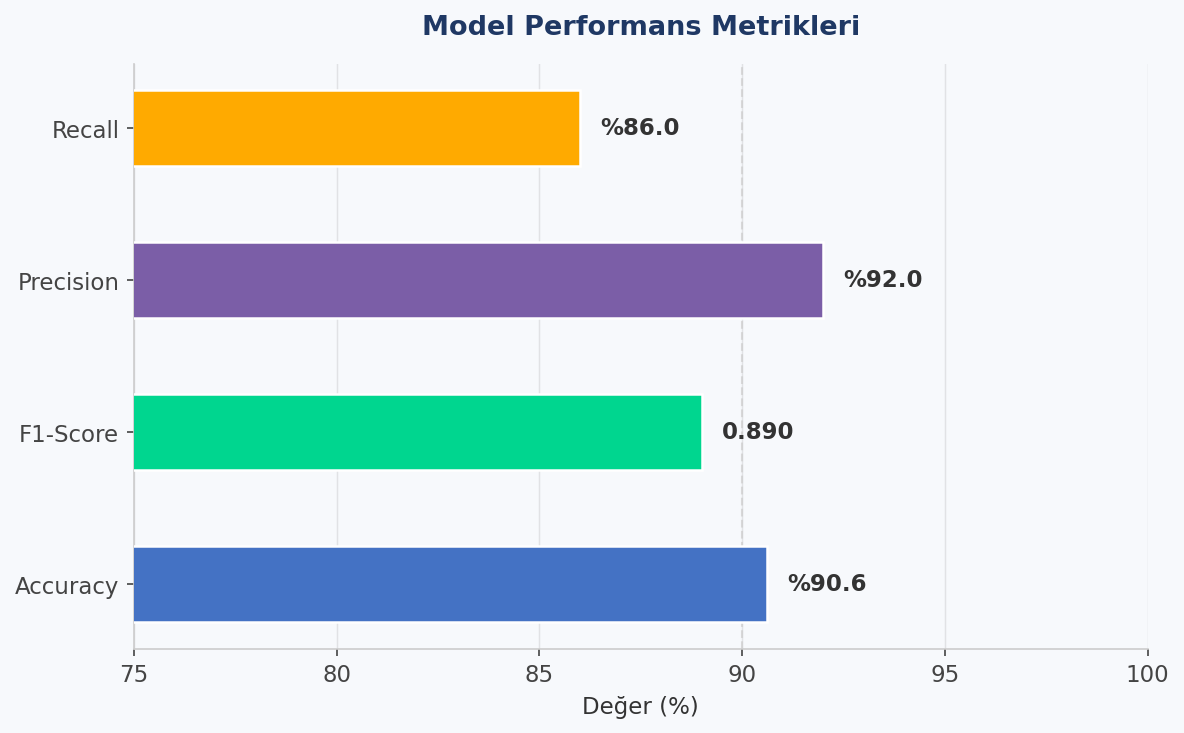 Model Performans Metrikleri
Recall
%86.0
Precision
%92.0
F1-Score
0.890
Accuracy
%90.6
75 80 85 90 95 100
Değer (%)